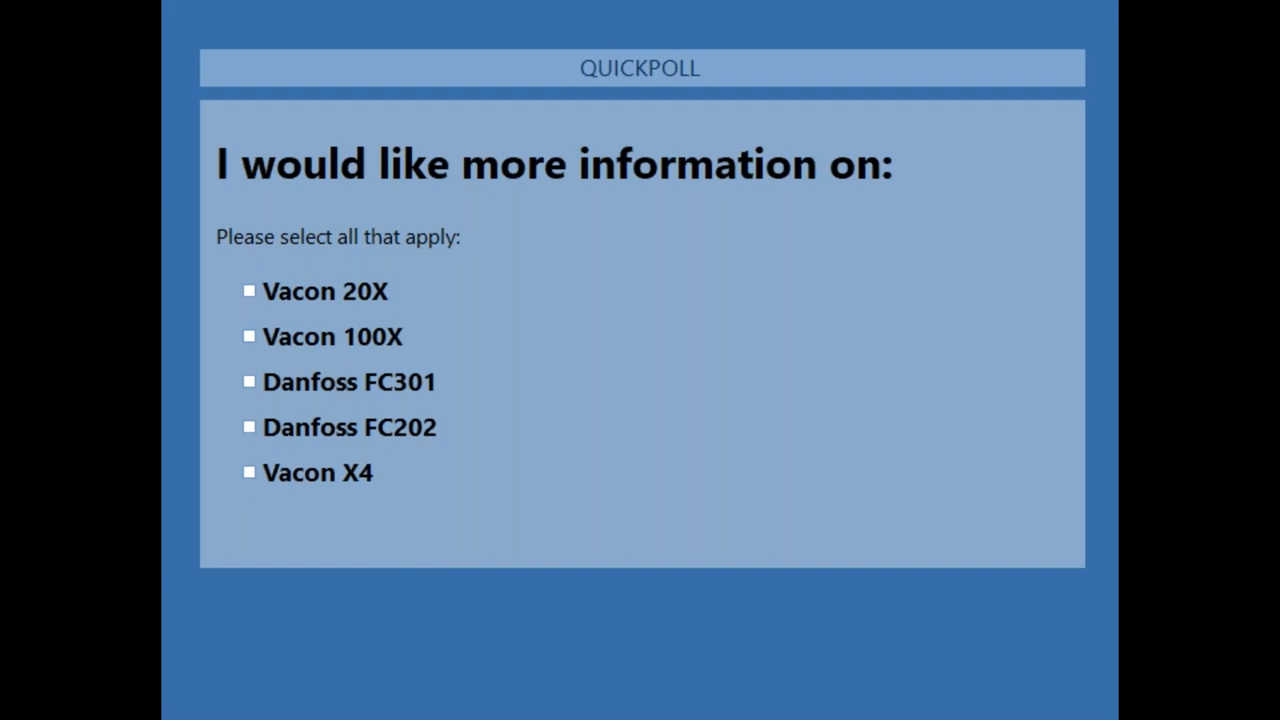 QUICKPOLL
I would like more information on:
Please select all that apply:
Vacon 20X
Vacon 100X
Danfoss FC301
Danfoss FC202
Vacon X4